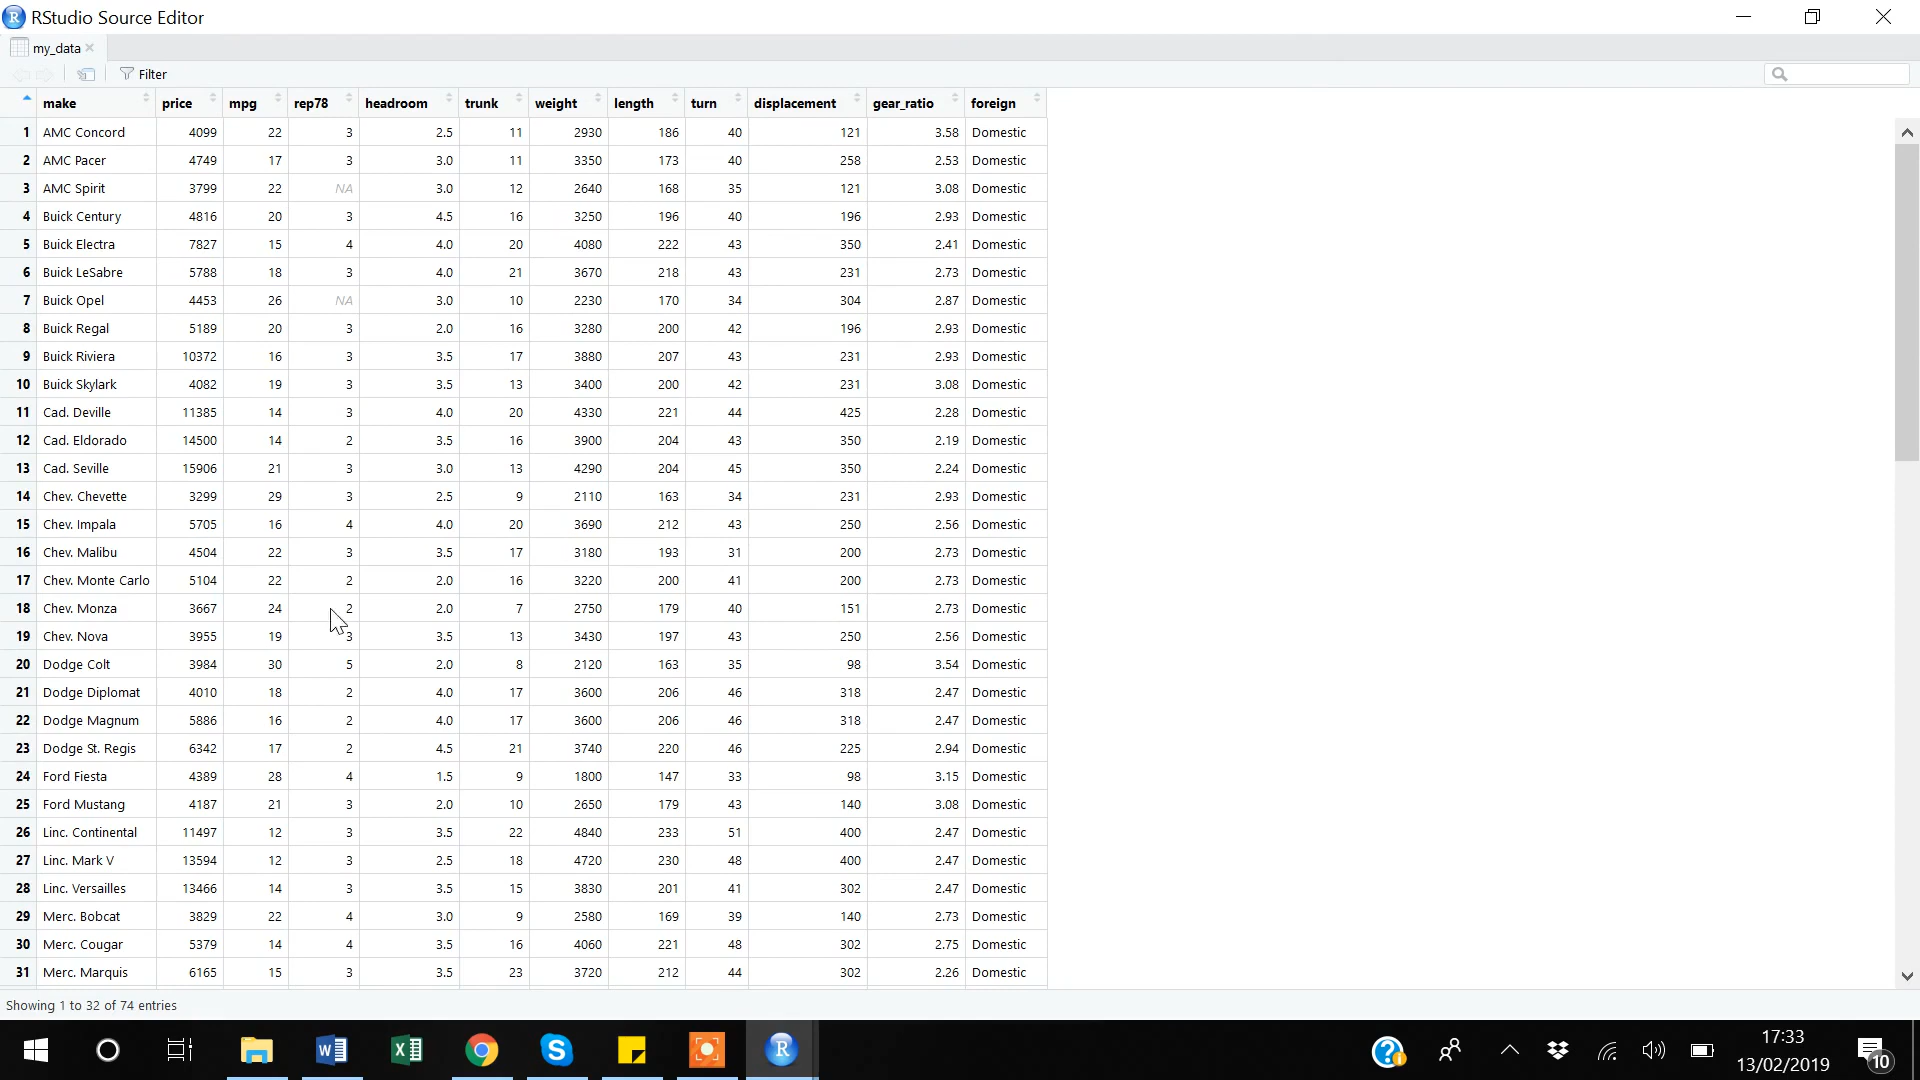 RStudio Source Editor
my_data
Filter
make price mpg rep78 headroom trunk weight length turn displacement gear_ratio foreign
1 AMC Concord 4099 22 3 2.5 11 2930 186 40 121 3.58 Domestic
2 AMC Pacer 4749 17 3 3.0 11 3350 173 40 258 2.53 Domestic
3 AMC Spirit 3799 22 NA 3.0 12 2640 168 35 121 3.08 Domestic
4 Buick Century 4816 20 3 4.5 16 3250 196 40 196 2.93 Domestic
5 Buick Electra 7827 15 4 4.0 20 4080 222 43 350 2.41 Domestic
6 Buick LeSabre 5788 18 3 4.0 21 3670 218 43 231 2.73 Domestic
7 Buick Opel 4453 26 NA 3.0 10 2230 170 34 304 2.87 Domestic
8 Buick Regal 5189 20 3 2.0 16 3280 200 42 196 2.93 Domestic
9 Buick Riviera 10372 16 3 3.5 17 3880 207 43 231 2.93 Domestic
10 Buick Skylark 4082 19 3 3.5 13 3400 200 42 231 3.08 Domestic
11 Cad. Deville 11385 14 3 4.0 20 4330 221 44 425 2.28 Domestic
12 Cad. Eldorado 14500 14 2 3.5 16 3900 204 43 350 2.19 Domestic
13 Cad. Seville 15906 21 3 3.0 13 4290 204 45 350 2.24 Domestic
14 Chev. Chevette 3299 29 3 2.5 9 2110 163 34 231 2.93 Domestic
15 Chev. Impala 5705 16 4 4.0 20 3690 212 43 250 2.56 Domestic
16 Chev. Malibu 4504 22 3 3.5 17 3180 193 31 200 2.73 Domestic
17 Chev. Monte Carlo 5104 22 2 2.0 16 3220 200 41 200 2.73 Domestic
18 Chev. Monza 3667 24 2 2.0 7 2750 179 40 151 2.73 Domestic
19 Chev. Nova 3955 19 3 3.5 13 3430 197 43 250 2.56 Domestic
20 Dodge Colt 3984 30 5 2.0 8 2120 163 35 98 3.54 Domestic
21 Dodge Diplomat 4010 18 2 4.0 17 3600 206 46 318 2.47 Domestic
22 Dodge Magnum 5886 16 2 4.0 17 3600 206 46 318 2.47 Domestic
23 Dodge St. Regis 6342 17 2 4.5 21 3740 220 46 225 2.94 Domestic
24 Ford Fiesta 4389 28 4 1.5 9 1800 147 33 98 3.15 Domestic
25 Ford Mustang 4187 21 3 2.0 10 2650 179 43 140 3.08 Domestic
26 Linc. Continental 11497 12 3 3.5 22 4840 233 51 400 2.47 Domestic
27 Linc. Mark V 13594 12 3 2.5 18 4720 230 48 400 2.47 Domestic
28 Linc. Versailles 13466 14 3 3.5 15 3830 201 41 302 2.47 Domestic
29 Merc. Bobcat 3829 22 4 3.0 9 2580 169 39 140 2.73 Domestic
30 Merc. Cougar 5379 14 4 3.5 16 4060 221 48 302 2.75 Domestic
31 Merc. Marquis 6165 15 3 3.5 23 3720 212 44 302 2.26 Domestic
Showing 1 to 32 of 74 entries
17:33
13/02/2019
10